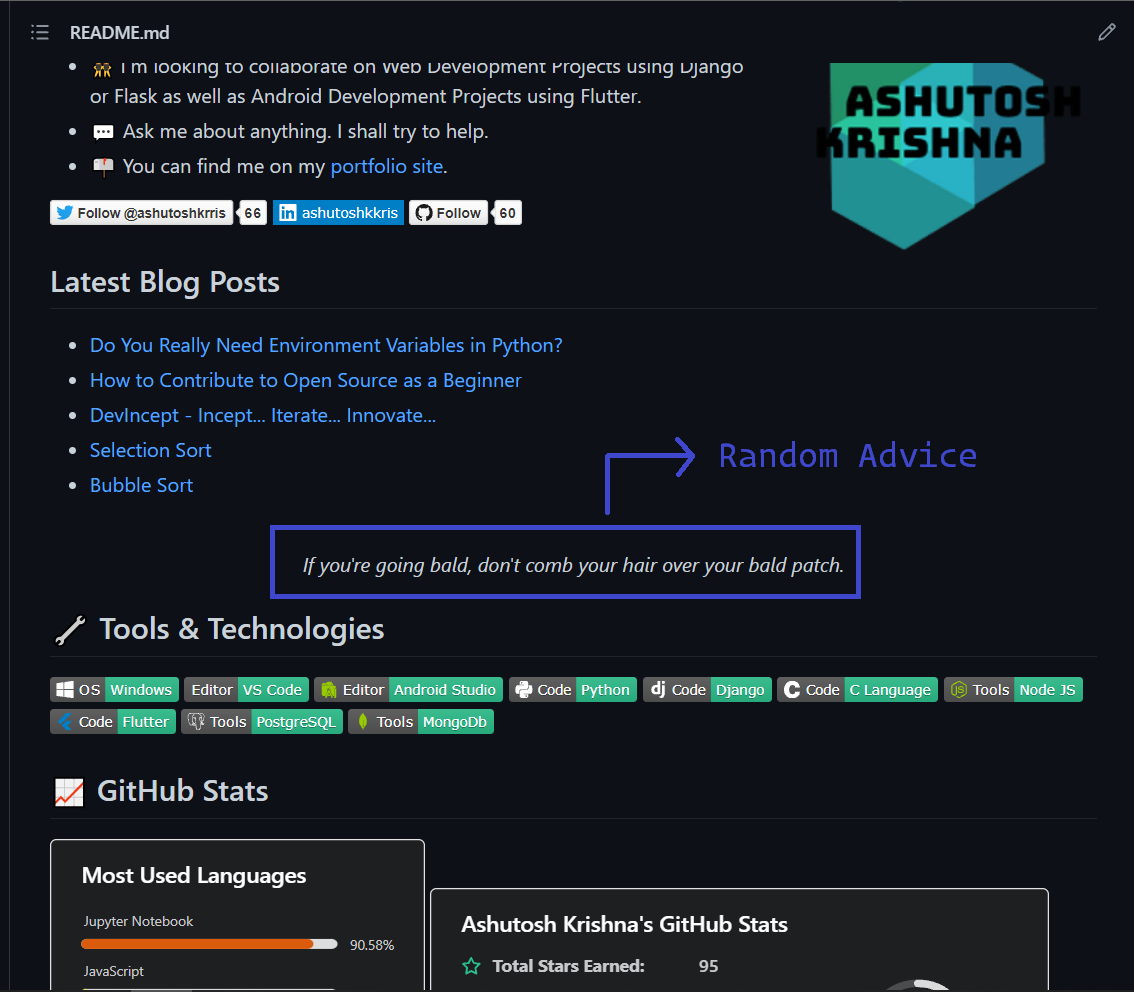 README.md
I'm looking to collaborate on Web Development Projects using Django
or Flask as well as Android Development Projects using Flutter.
Ask me about anything. I shall try to help.
You can find me on my portfolio site.
ASHUTOSH
KRISHNA
Follow @ashutoshkrris 66 ashutoshkkris Follow 60
Latest Blog Posts
Do You Really Need Environment Variables in Python?
How to Contribute to Open Source as a Beginner
DevIncept - Incept... Iterate... Innovate...
Selection Sort
Bubble Sort
Random Advice
If you're going bald, don't comb your hair over your bald patch.
Tools & Technologies
OS Windows Editor VS Code Editor Android Studio Code Python Code Django Code C Language Tools Node JS
Code Flutter Tools PostgreSQL Tools MongoDb
GitHub Stats
Most Used Languages
Jupyter Notebook
90.58%
JavaScript
Ashutosh Krishna's GitHub Stats
Total Stars Earned: 95